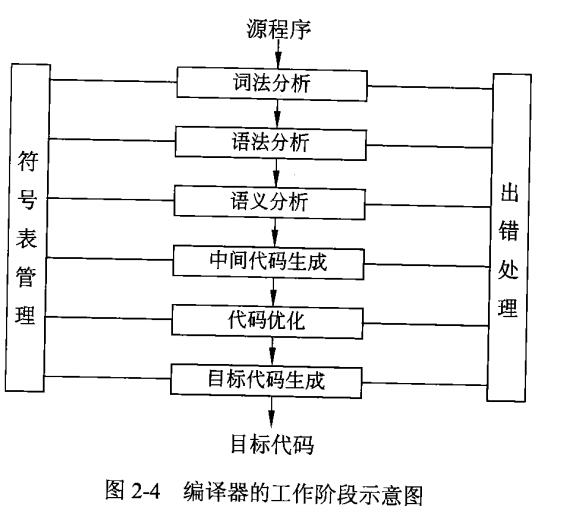 源程序
词法分析
语法分析
语义分析
中间代码生成
代码优化
目标代码生成
目标代码
符号表管理
出错处理
图 2-4 编译器的工作阶段示意图